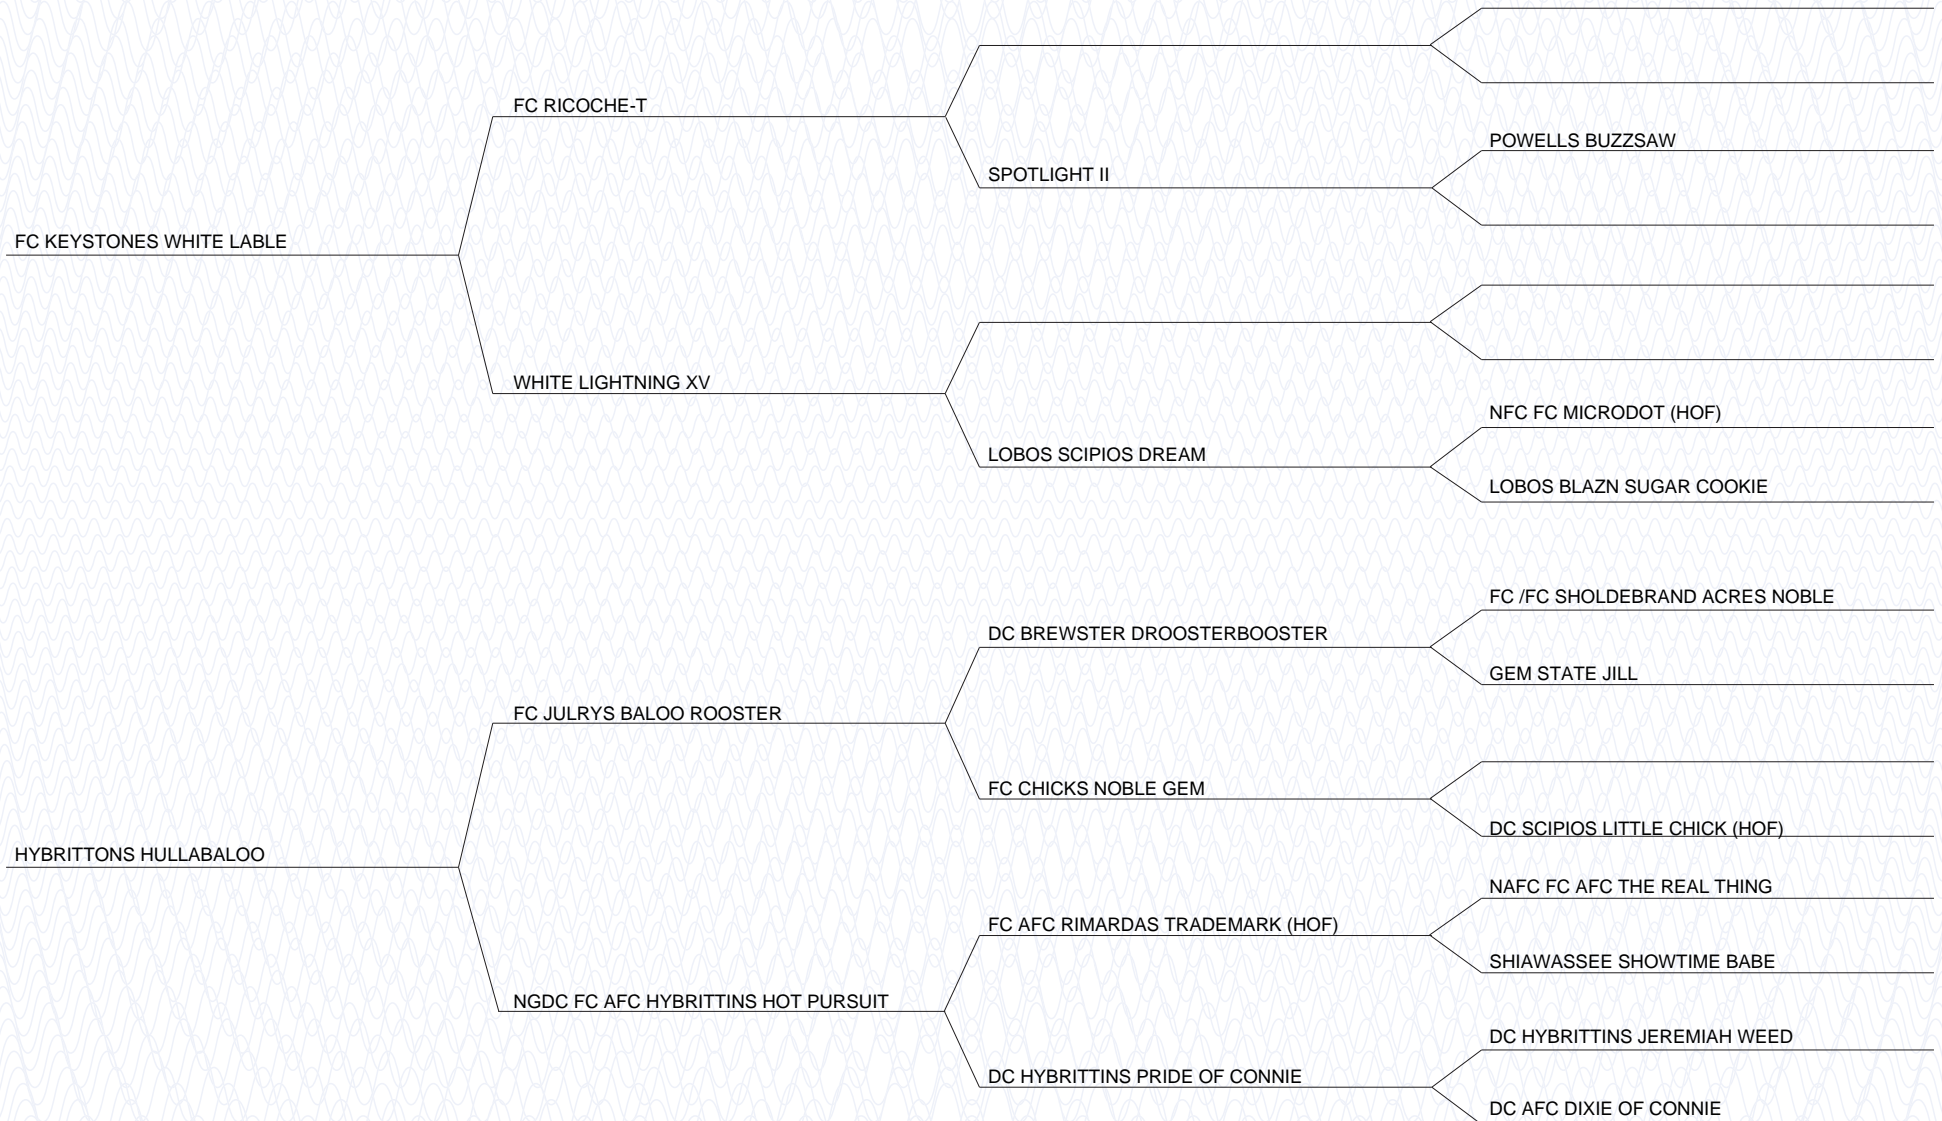 FC RICOCHE-T
POWELLS BUZZSAW
SPOTLIGHT II
FC KEYSTONES WHITE LABLE
WHITE LIGHTNING XV
NFC FC MICRODOT (HOF)
LOBOS SCIPIOS DREAM
LOBOS BLAZN SUGAR COOKIE
FC /FC SHOLDEBRAND ACRES NOBLE
DC BREWSTER DROOSTERBOOSTER
GEM STATE JILL
FC JULRYS BALOO ROOSTER
FC CHICKS NOBLE GEM
DC SCIPIOS LITTLE CHICK (HOF)
HYBRITTONS HULLABALOO
NAFC FC AFC THE REAL THING
FC AFC RIMARDAS TRADEMARK (HOF)
SHIAWASSEE SHOWTIME BABE
NGDC FC AFC HYBRITTINS HOT PURSUIT
DC HYBRITTINS JEREMIAH WEED
DC HYBRITTINS PRIDE OF CONNIE
DC AFC DIXIE OF CONNIE